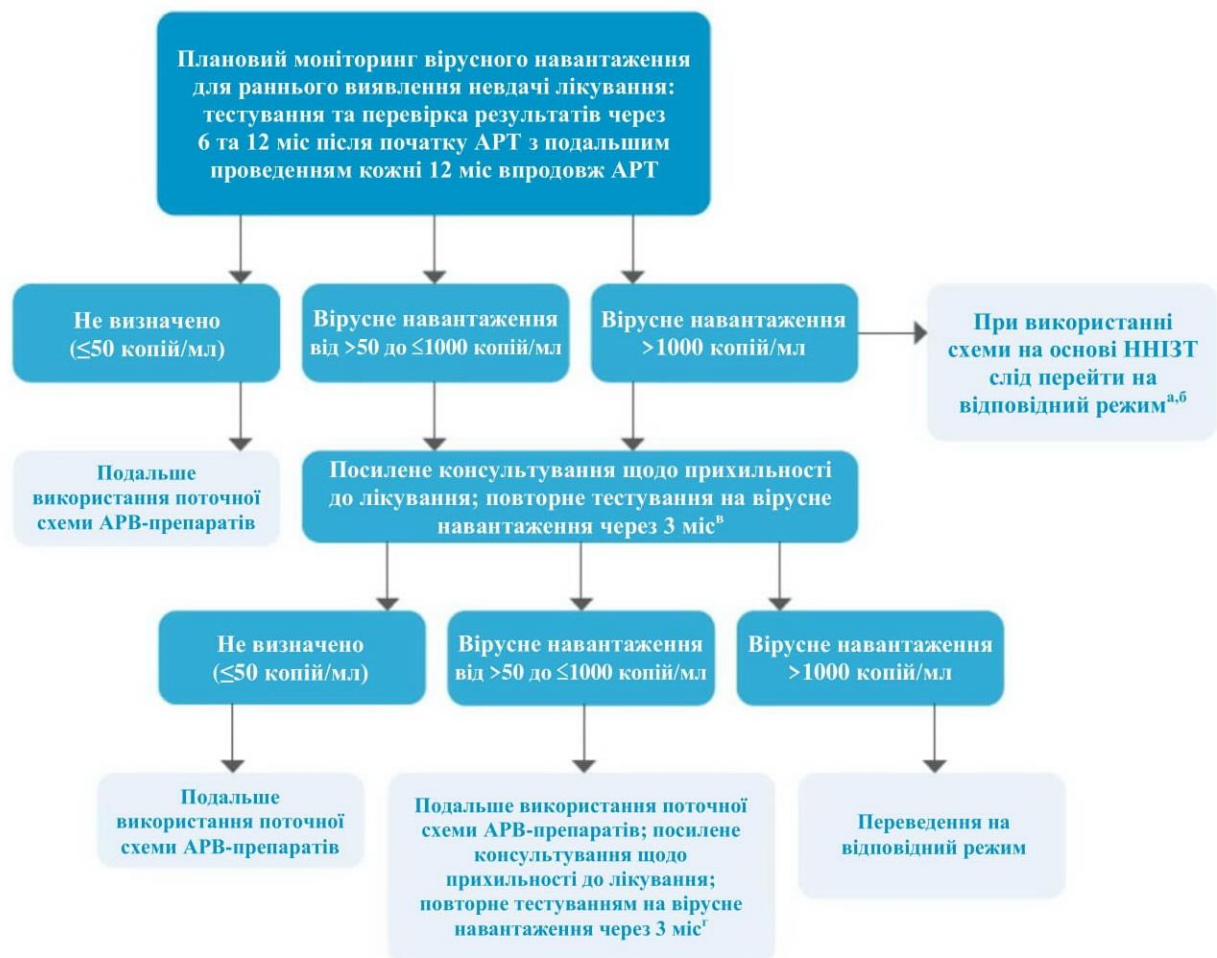 Плановий моніторинг вірусного навантаження
для раннього виявлення невдачі лікування:
тестування та перевірка результатів через
6 та 12 міс після початку АРТ з подальшим
проведенням кожні 12 міс впродовж АРТ
Не визначено
(≤50 копій/мл)
Вірусне навантаження
від >50 до ≤1000 копій/мл
Вірусне навантаження
>1000 копій/мл
При використанні
схеми на основі ННІЗТ
слід перейти на
відповідний режимᵃ,ᵇ
Подальше
використання поточної
схеми АРВ-препаратів
Посилене консультування щодо прихильності
до лікування; повторне тестування на вірусне
навантаження через 3 місᵛ
Не визначено
(≤50 копій/мл)
Вірусне навантаження
від >50 до ≤1000 копій/мл
Вірусне навантаження
>1000 копій/мл
Подальше
використання поточної
схеми АРВ-препаратів
Подальше використання поточної
схеми АРВ-препаратів; посилене
консультування щодо
прихильності до лікування;
повторне тестуванням на вірусне
навантаження через 3 місᵣ
Переведення на
відповідний режим